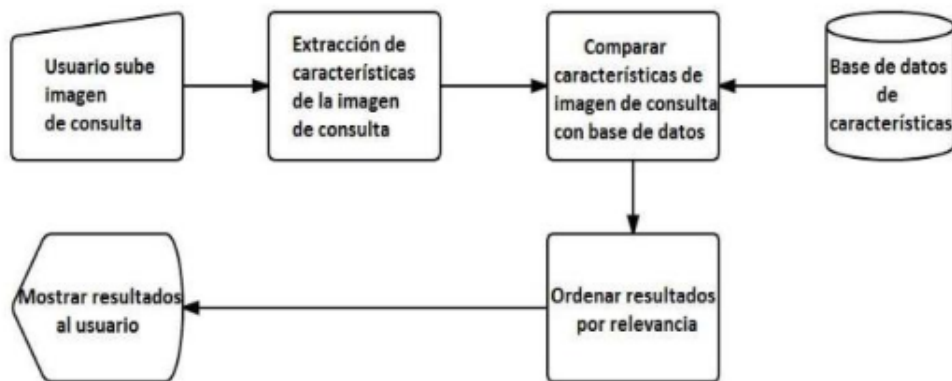 Usuario sube
imagen
de consulta
Extracción de
características
de la imagen
de consulta
Comparar
características de
imagen de consulta
con base de datos
Base de datos
de
características
Mostrar resultados
al usuario
Ordenar resultados
por relevancia